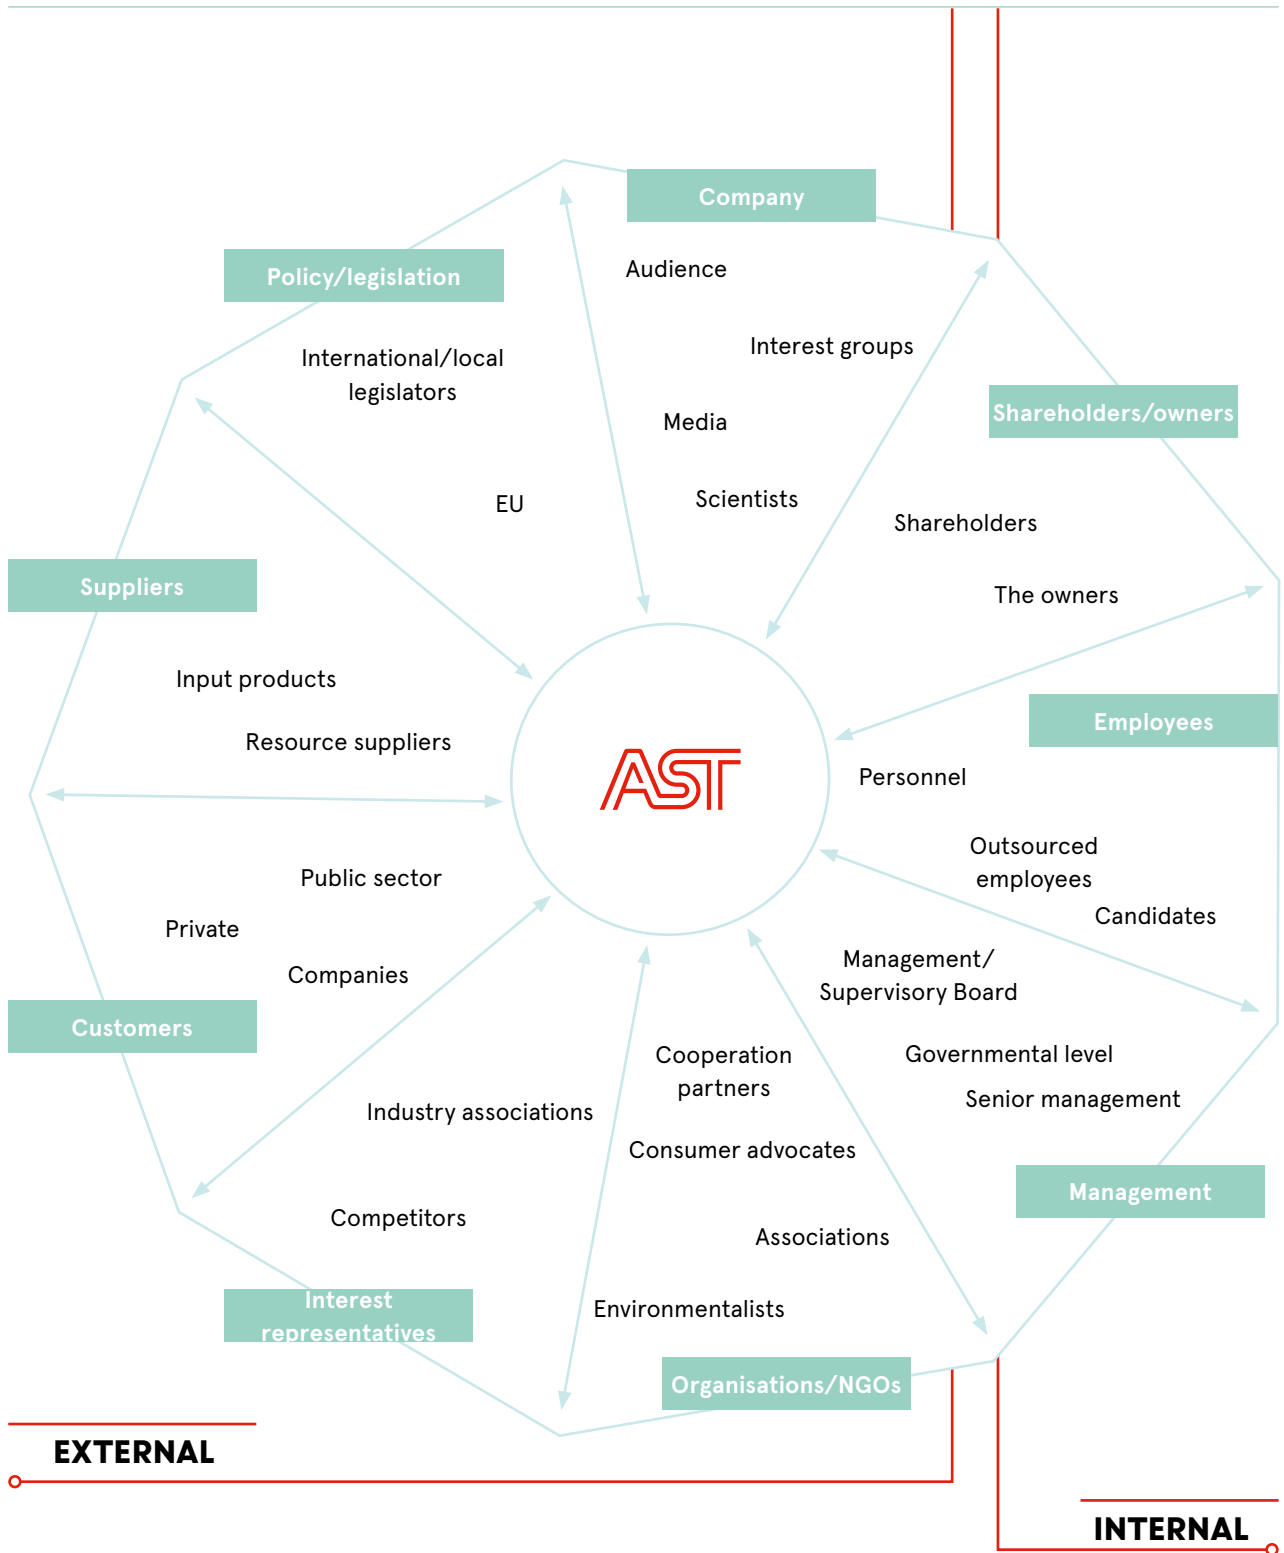 Company
Policy/legislation
Audience
Interest groups
International/local
legislators
Shareholders/owners
Media
EU
Scientists
Shareholders
Suppliers
The owners
Input products
Employees
Resource suppliers
AST
Personnel
Outsourced
employees
Public sector
Candidates
Private
Management/
Supervisory Board
Companies
Customers
Cooperation
partners
Governmental level
Senior management
Industry associations
Consumer advocates
Management
Competitors
Associations
Interest
representatives
Environmentalists
Organisations/NGOs
EXTERNAL
INTERNAL